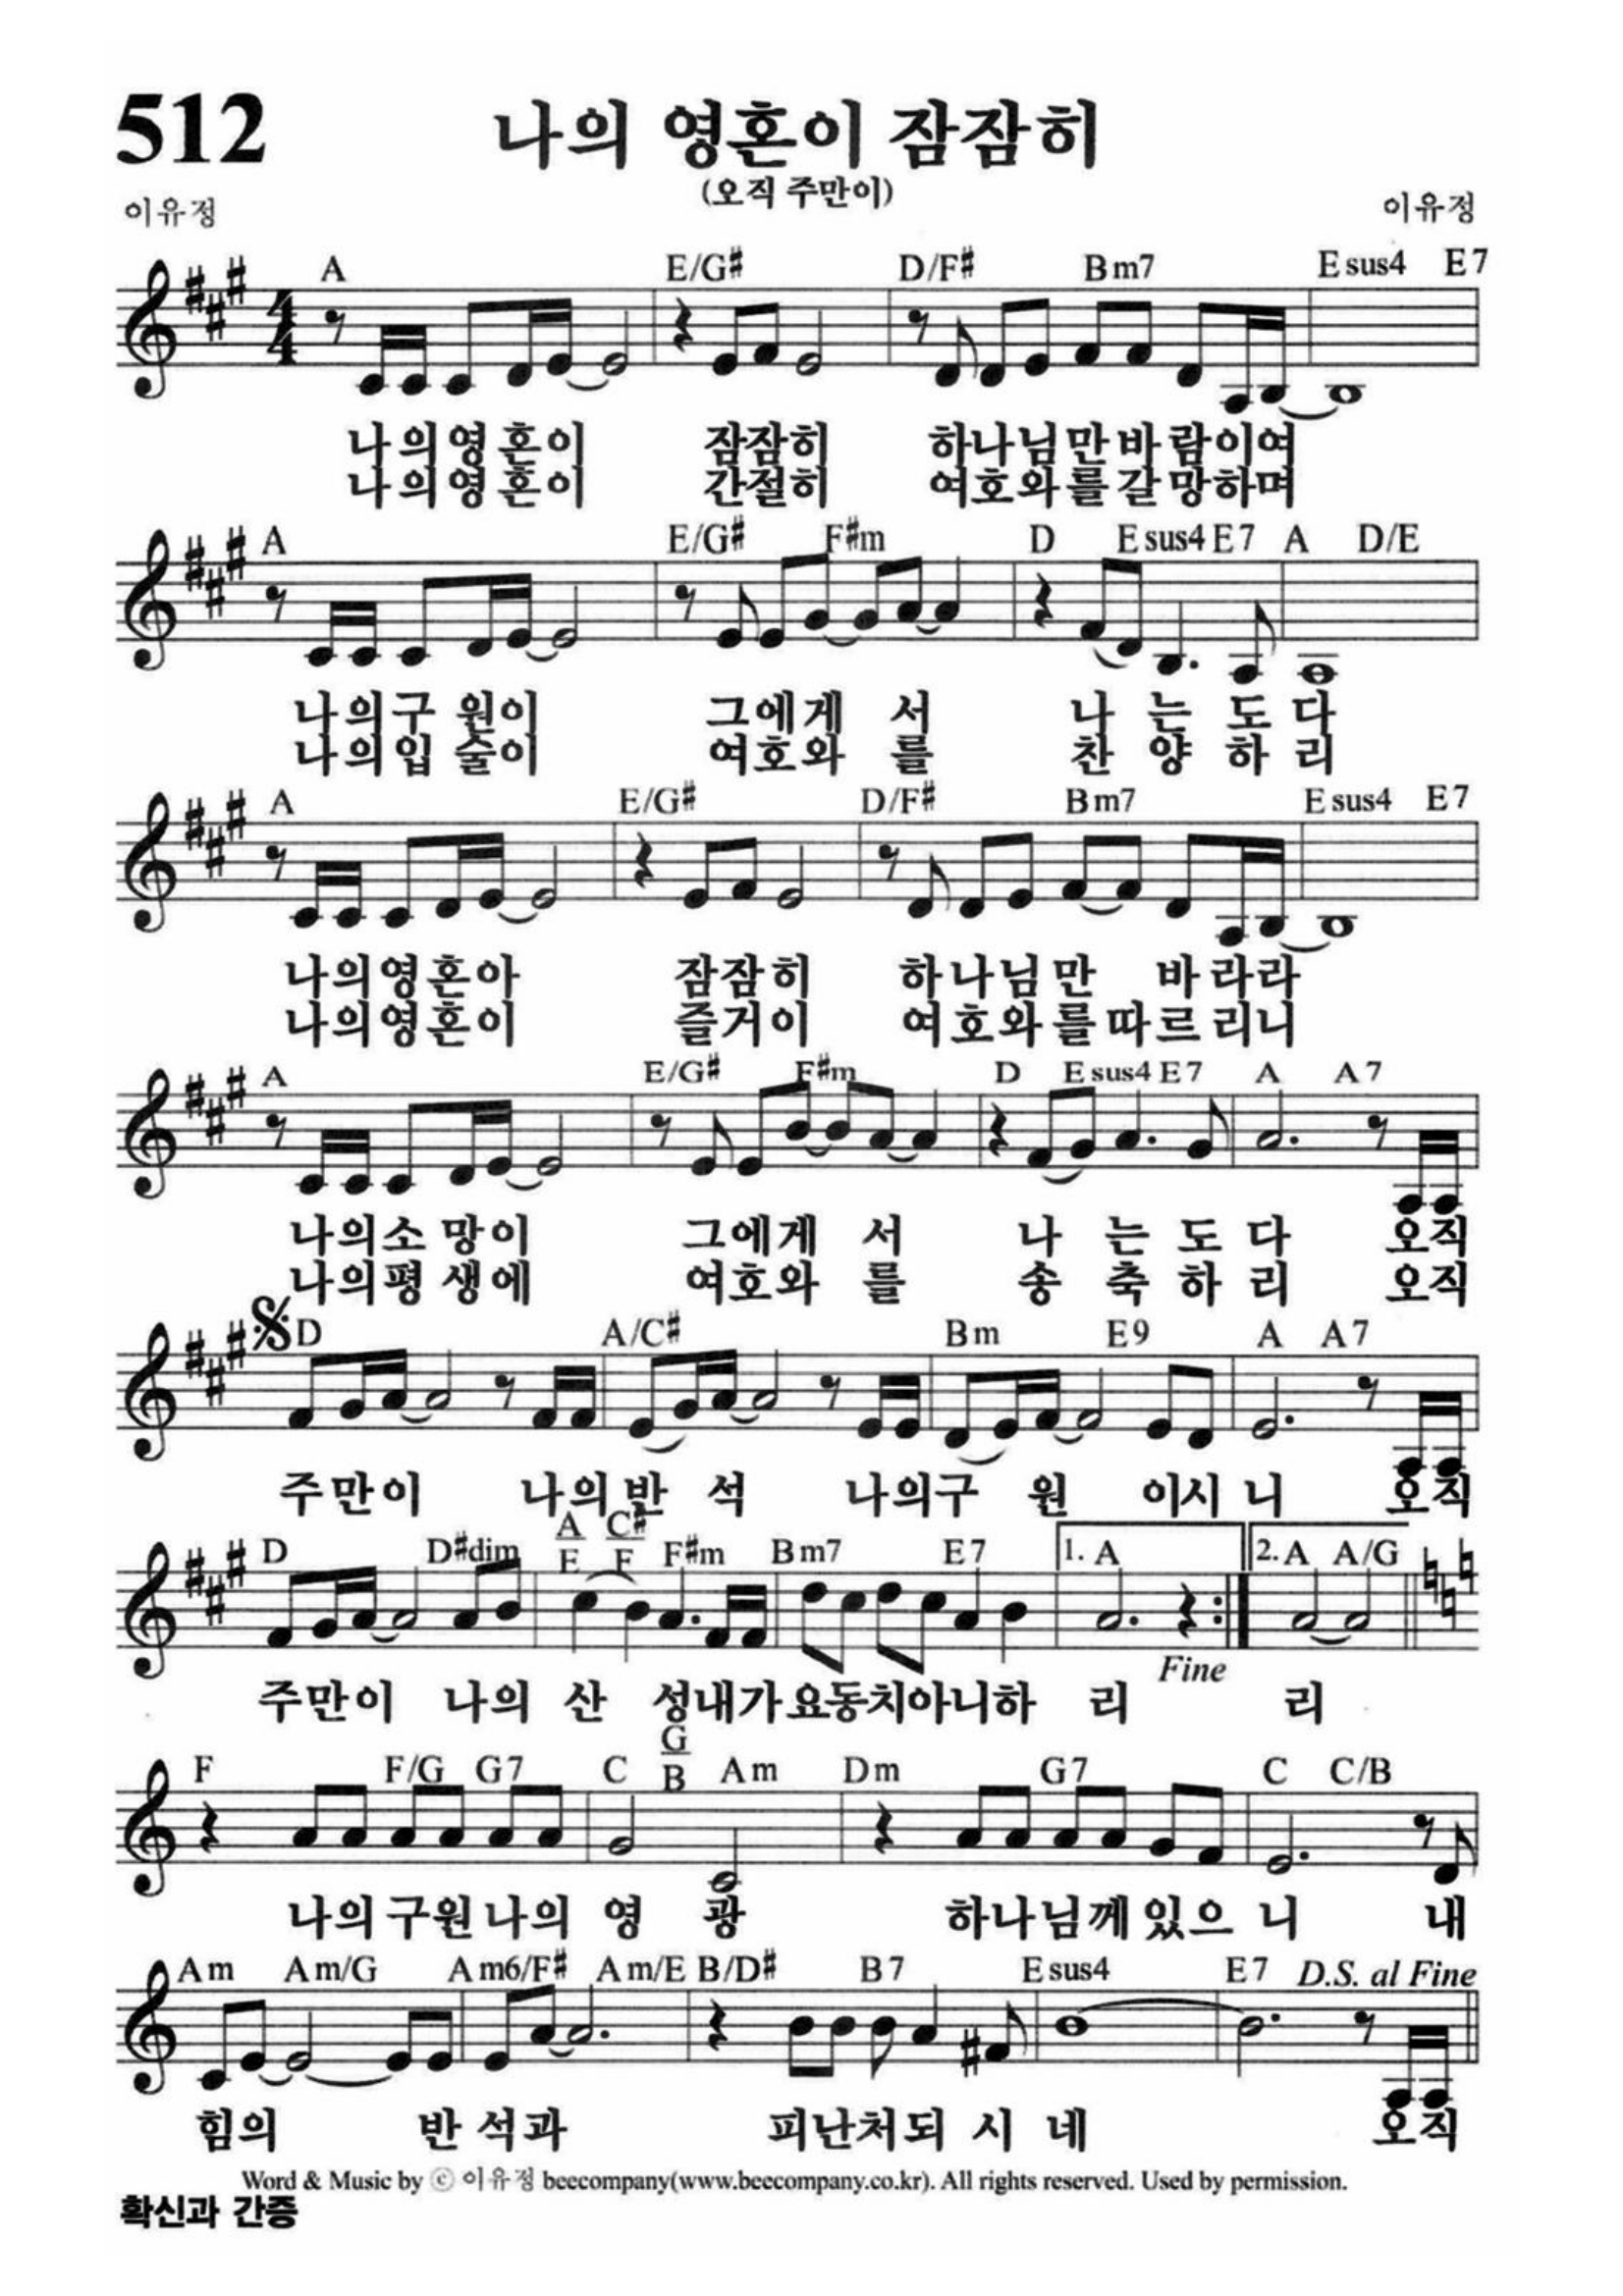 512
나의 영혼이 잠잠히
(오직 주만이)
이유정 이유정
A E/G# D/F# Bm7 Esus4 E7
나의영혼이 잠잠히 하나님만바람이여
나의영혼이 간절히 여호와를갈망하며
A E/G# F#m D Esus4 E7 A D/E
나의구원이 그에게서 나는도다
나의입술이 여호와를 찬양하리
A E/G# D/F# Bm7 Esus4 E7
나의영혼아 잠잠히 하나님만 바라라
나의영혼이 즐거이 여호와를따르리니
A E/G# F#m D Esus4 E7 A A7
나의소망이 그에게서 나는도다 오직
나의평생에 여호와를 송축하리 오직
D A/C# Bm E9 A A7
주만이 나의반석 나의구원 이시니 오직
D D#dim A/E C#/F F#m Bm7 E7 1. A 2. A A/G
Fine
주만이 나의 산 성내가요동치아니하 리 리
F F/G G7 C G/B Am Dm G7 C C/B
나의구원나의 영 광 하나님께있으니 내
Am Am/G Am6/F# Am/E B/D# B7 Esus4 E7 D.S. al Fine
힘의 반석과 피난처되시네 오직
Word & Music by ⓒ 이유정 beecompany(www.beecompany.co.kr). All rights reserved. Used by permission.
확신과 간증